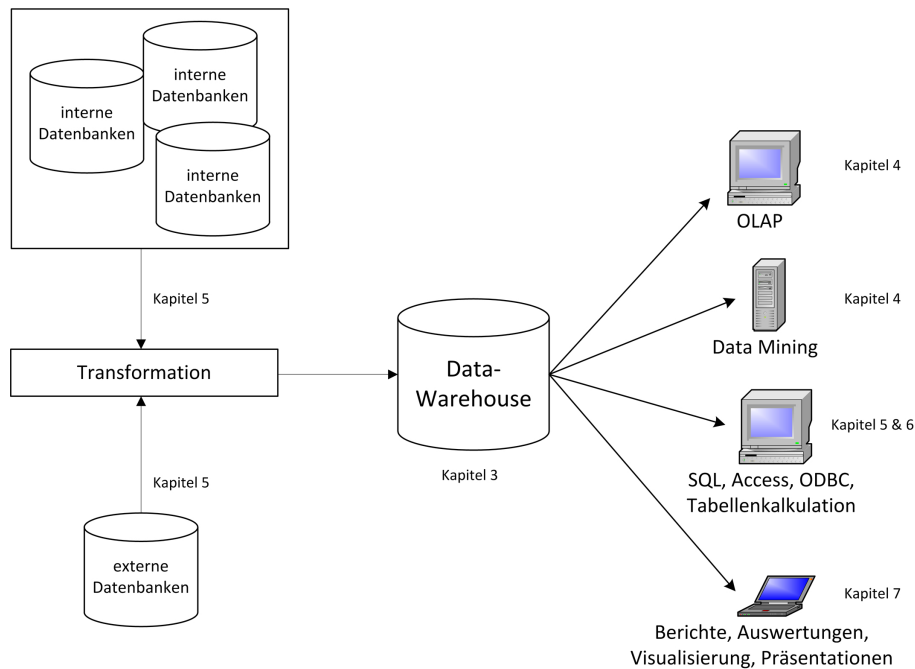 interne
Datenbanken
interne
Datenbanken
interne
Datenbanken
Kapitel 5
Transformation
Kapitel 5
externe
Datenbanken
Data-
Warehouse
Kapitel 3
OLAP
Kapitel 4
Data Mining
Kapitel 4
SQL, Access, ODBC,
Tabellenkalkulation
Kapitel 5 & 6
Berichte, Auswertungen,
Visualisierung, Präsentationen
Kapitel 7